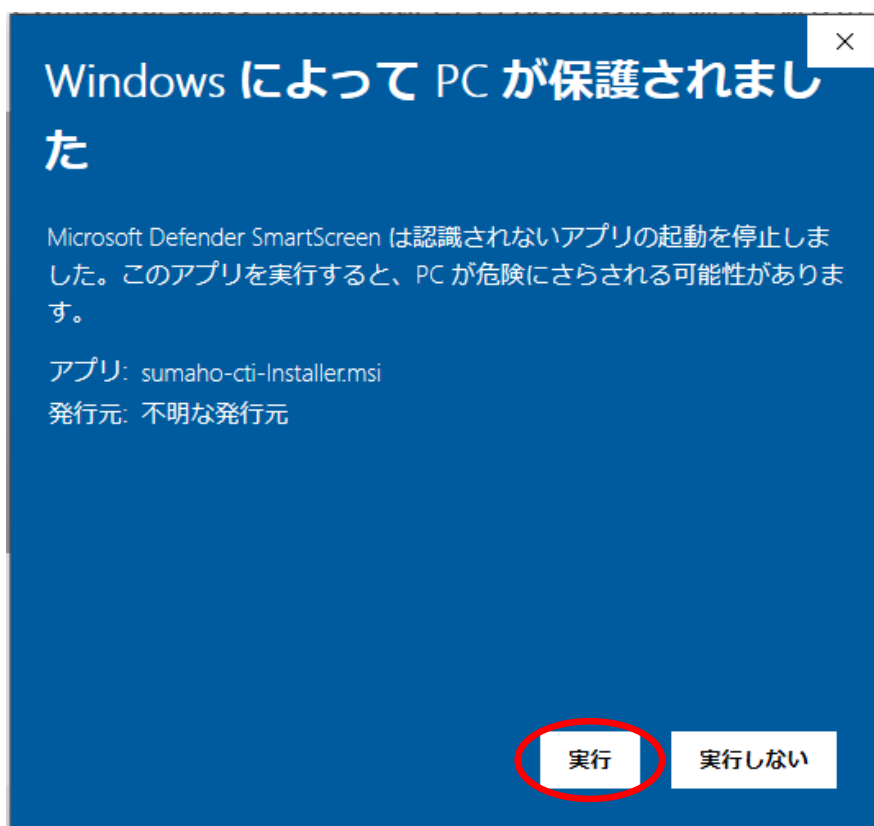 Windows によって PC が保護されまし
た
Microsoft Defender SmartScreen は認識されないアプリの起動を停止しま
した。このアプリを実行すると、PC が危険にさらされる可能性がありま
す。
アプリ: sumaho-cti-Installer.msi
発行元: 不明な発行元
実行
実行しない